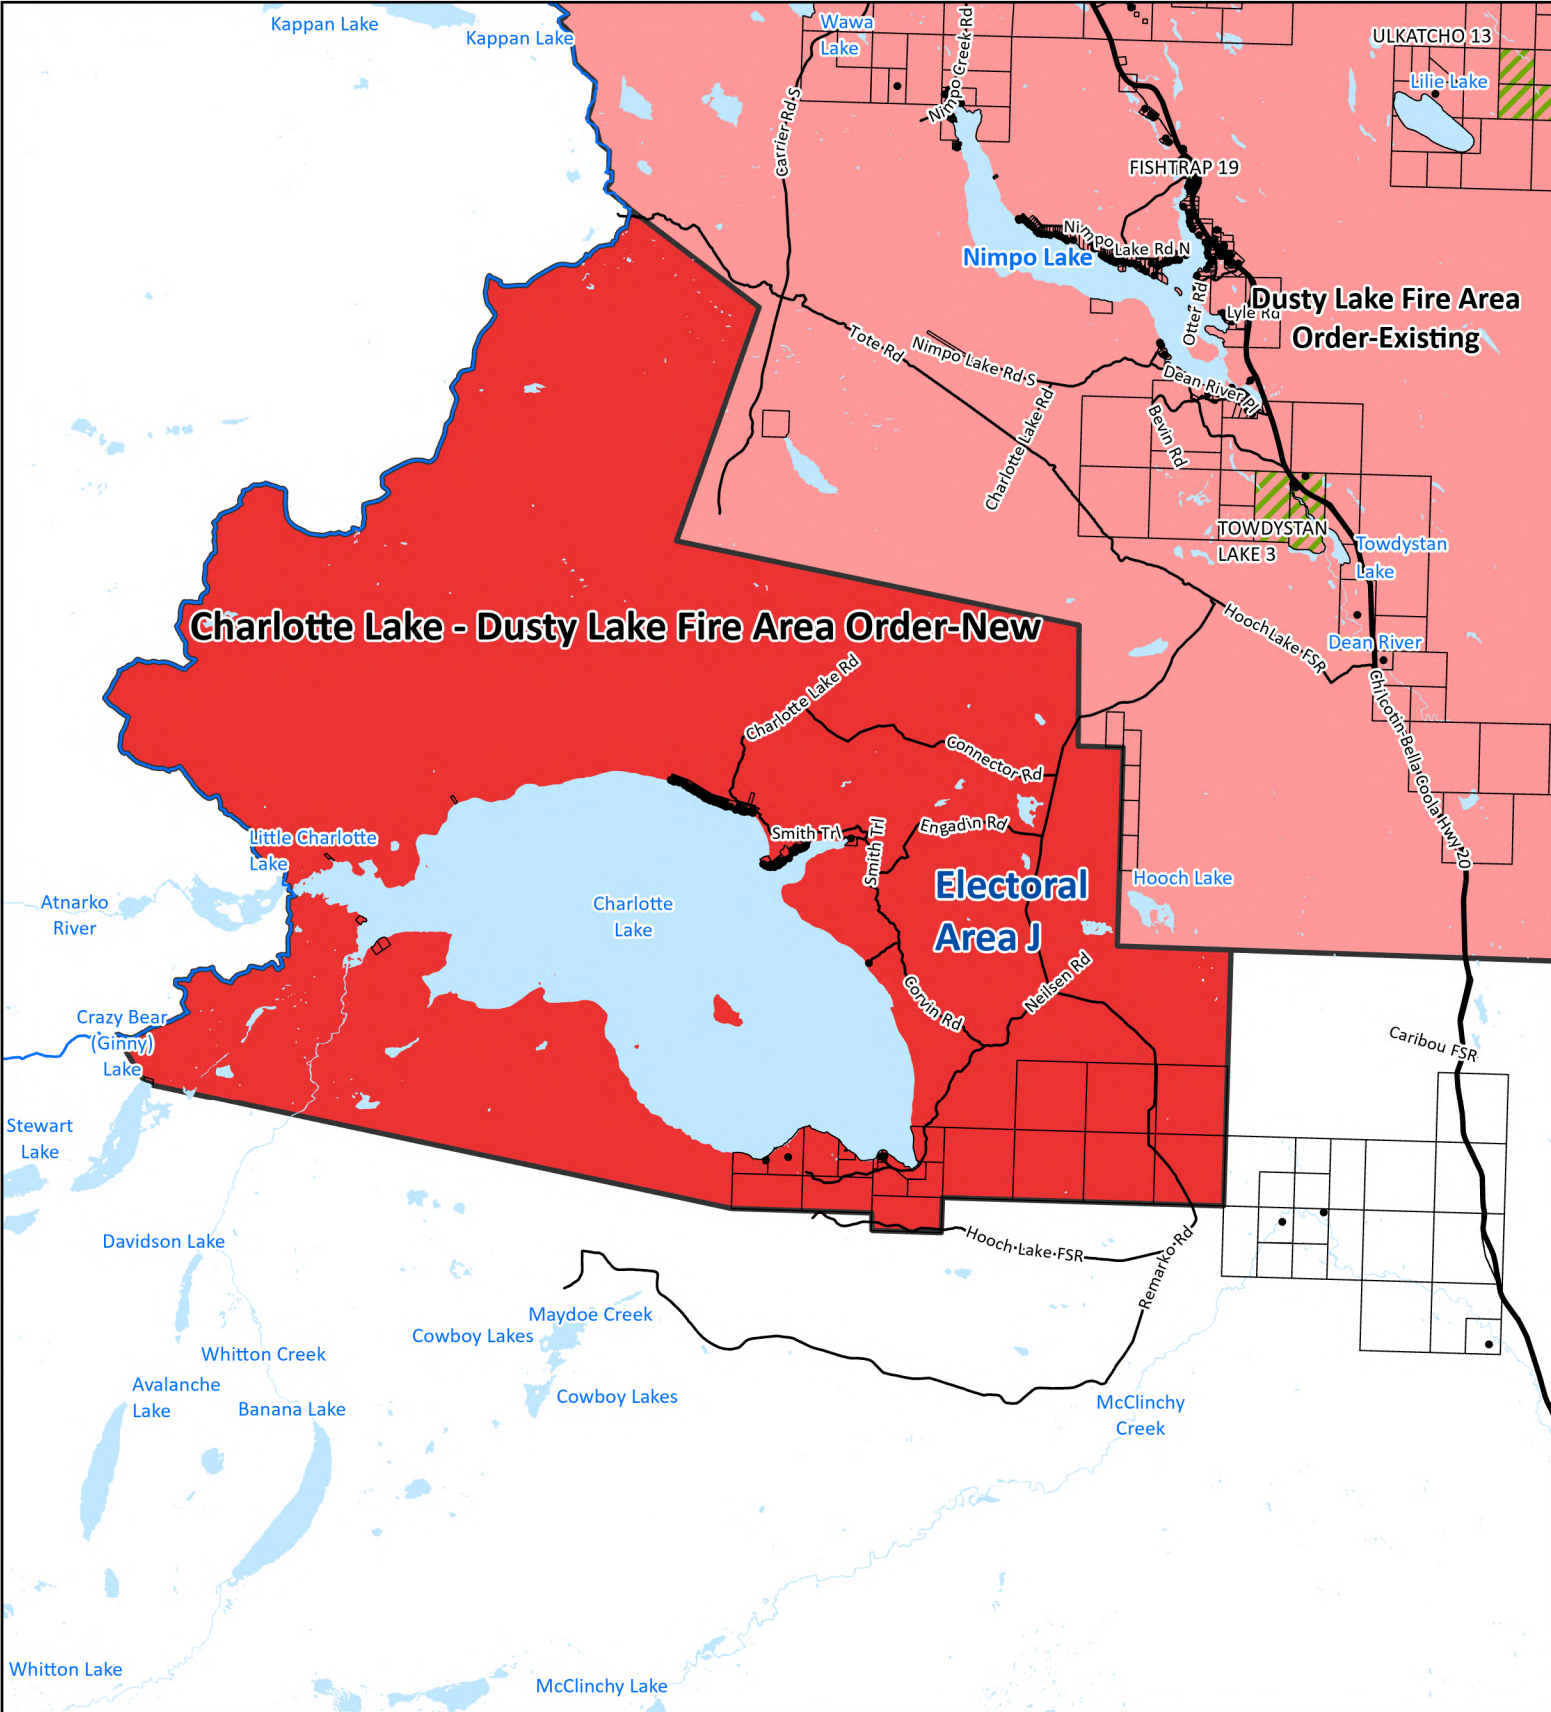 Kappan Lake
Kappan Lake
Wawa
Lake
Nimpo Creek Rd
ULKATCHO 13
Lilie Lake
Carrier Rd S
FISHTRAP 19
Nimpo Lake Rd N
Nimpo Lake
Otter Rd
Lyle Rd
Dusty Lake Fire Area
Order-Existing
Tote Rd
Nimpo Lake Rd S
Dean River Pl
Charlotte Lake Rd
Bevin Rd
TOWDYSTAN
LAKE 3
Towdystan
Lake
Charlotte Lake - Dusty Lake Fire Area Order-New
Hooch Lake FSR
Dean River
Charlotte Lake Rd
Connector Rd
Chilcotin-Bella Coola Hwy 20
Little Charlotte
Lake
Smith Trl
Smith Trl
Engadin Rd
Electoral
Area J
Hooch Lake
Atnarko
River
Charlotte
Lake
Corvin Rd
Neilsen Rd
Crazy Bear
(Ginny)
Lake
Caribou FSR
Stewart
Lake
Davidson Lake
Hooch Lake FSR
Remarko Rd
Maydoe Creek
Cowboy Lakes
Whitton Creek
Avalanche
Lake
Banana Lake
Cowboy Lakes
McClinchy
Creek
Whitton Lake
McClinchy Lake